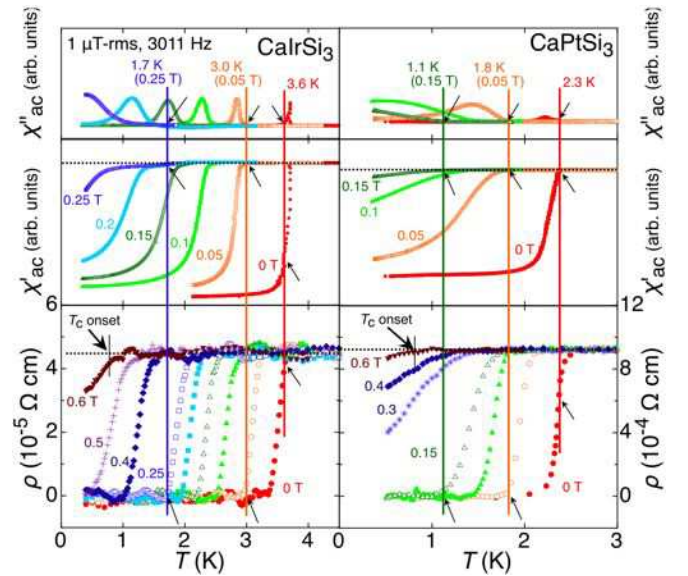 1 μT-rms, 3011 Hz
CaIrSi3
CaPtSi3
χ"ac (arb. units)
χ"ac (arb. units)
1.7 K
(0.25 T)
3.0 K
(0.05 T)
3.6 K
1.1 K
(0.15 T)
1.8 K
(0.05 T)
2.3 K
χ'ac (arb. units)
χ'ac (arb. units)
0.25 T
0.2
0.15
0.1
0.05
0 T
0.15 T
0.1
0.05
0 T
ρ (10-5 Ω cm)
ρ (10-4 Ω cm)
6
4
2
0
12
8
4
0
TC onset
0.6 T
0.5
0.4
0.25
0 T
TC onset
0.6 T
0.4
0.3
0.15
0 T
0 1 2 3 4
0 1 2 3
T (K)
T (K)